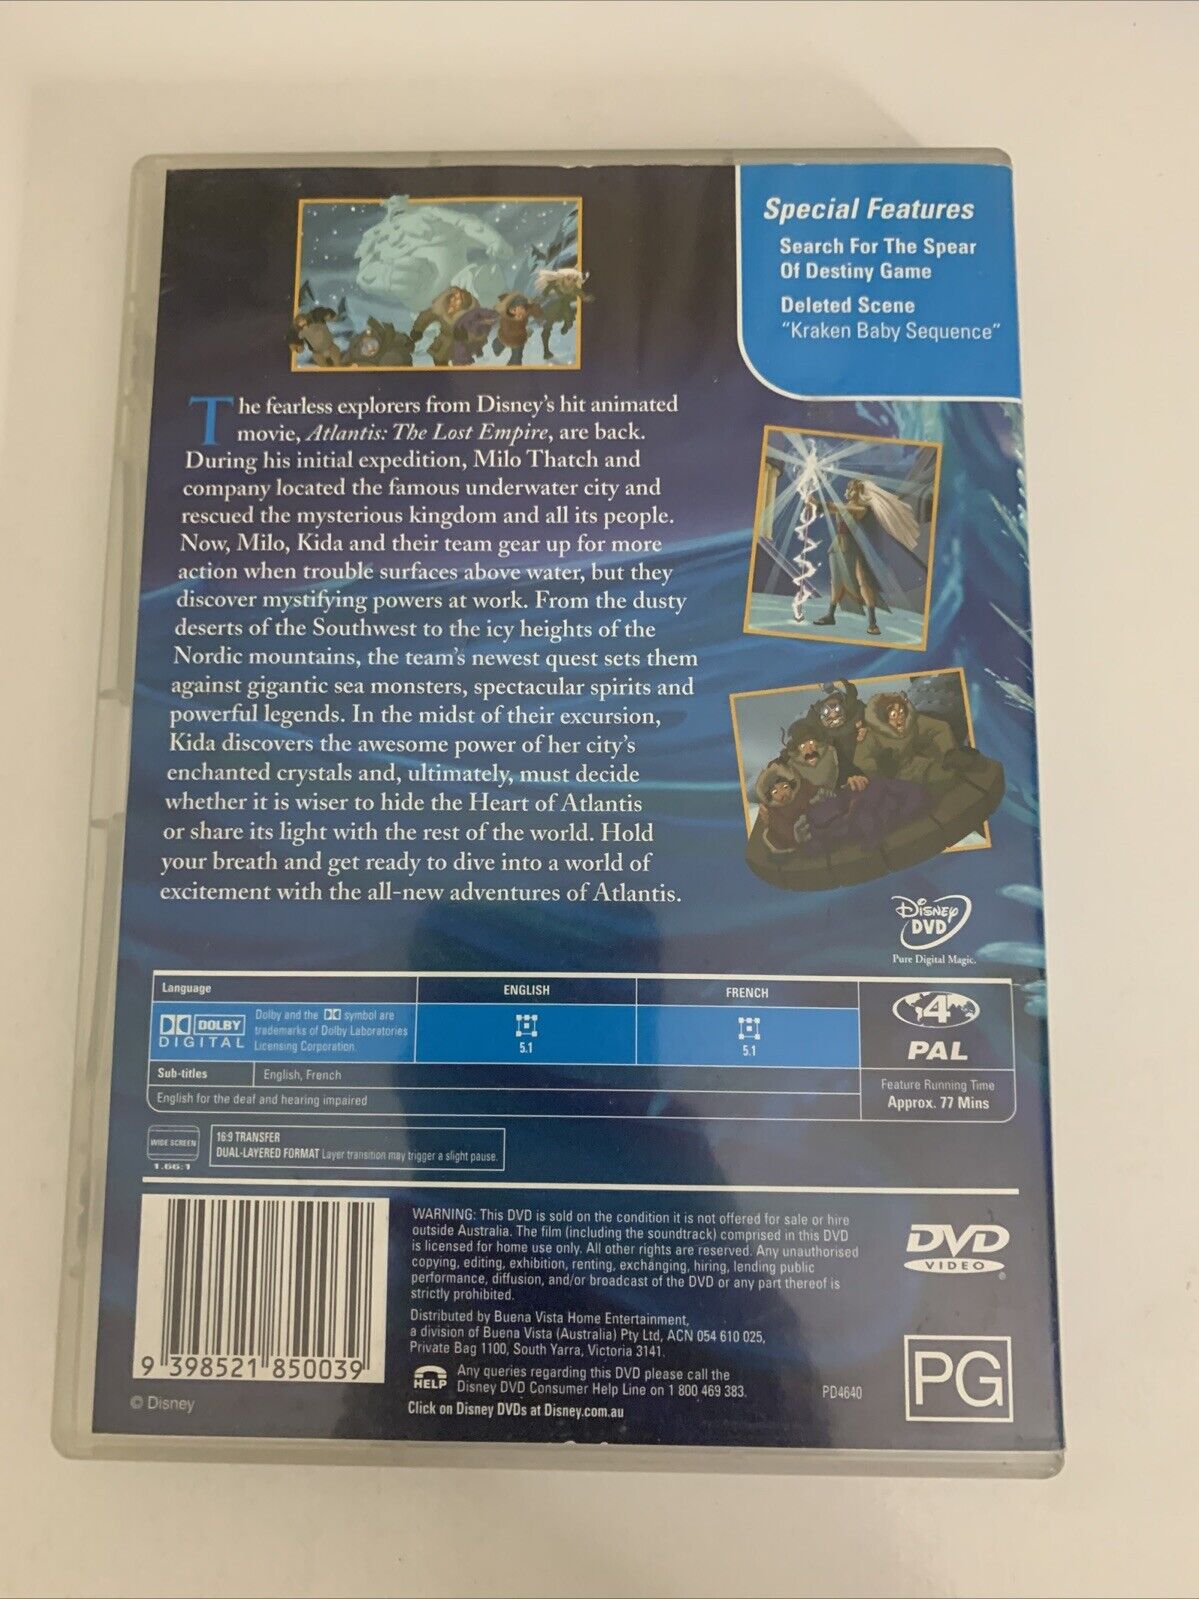 Special Features
Search For The Spear
Of Destiny Game
Deleted Scene
"Kraken Baby Sequence"
The fearless explorers from Disney's hit animated
movie, Atlantis: The Lost Empire, are back.
During his initial expedition, Milo Thatch and
company located the famous underwater city and
rescued the mysterious kingdom and all its people.
Now, Milo, Kida and their team gear up for more
action when trouble surfaces above water, but they
discover mystifying powers at work. From the dusty
deserts of the Southwest to the icy heights of the
Nordic mountains, the team's newest quest sets them
against gigantic sea monsters, spectacular spirits and
powerful legends. In the midst of their excursion,
Kida discovers the awesome power of her city's
enchanted crystals and, ultimately, must decide
whether it is wiser to hide the Heart of Atlantis
or share its light with the rest of the world. Hold
your breath and get ready to dive into a world of
excitement with the all-new adventures of Atlantis.
Disney
DVD
Pure Digital Magic.
Language
ENGLISH
FRENCH
DOLBY
DIGITAL
Dolby and the DD symbol are
trademarks of Dolby Laboratories
Licensing Corporation.
5.1
5.1
4
PAL
Sub-titles
English, French
English for the deaf and hearing impaired
Feature Running Time
Approx. 77 Mins
WIDE SCREEN
1.66:1
16:9 TRANSFER
DUAL-LAYERED FORMAT Layer transition may trigger a slight pause.
WARNING: This DVD is sold on the condition it is not offered for sale or hire
outside Australia. The film (including the soundtrack) comprised in this DVD
is licensed for home use only. All other rights are reserved. Any unauthorised
copying, editing, exhibition, renting, exchanging, hiring, lending public
performance, diffusion, and/or broadcast of the DVD or any part thereof is
strictly prohibited.
Distributed by Buena Vista Home Entertainment,
a division of Buena Vista (Australia) Pty Ltd, ACN 054 610 025,
Private Bag 1100, South Yarra, Victoria 3141.
HELP
Any queries regarding this DVD please call the
Disney DVD Consumer Help Line on 1 800 469 383.
Click on Disney DVDs at Disney.com.au
PD4640
DVD
VIDEO
®
PG
9 398521 850039
© Disney